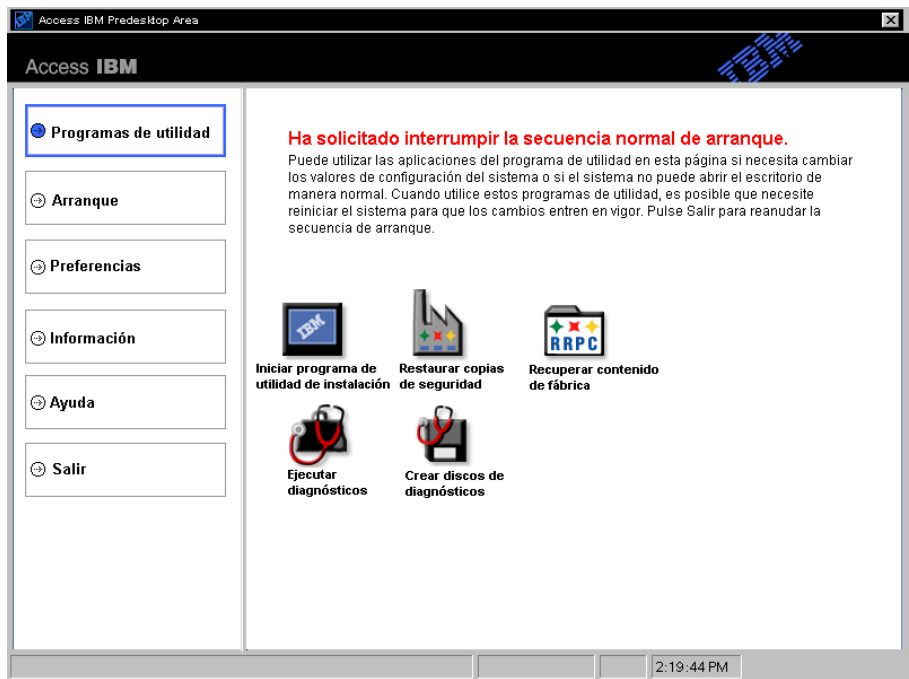 Access IBM Predesktop Area
Access IBM
IBM
Programas de utilidad
Arranque
Preferencias
Información
Ayuda
Salir
Ha solicitado interrumpir la secuencia normal de arranque.
Puede utilizar las aplicaciones del programa de utilidad en esta página si necesita cambiar
los valores de configuración del sistema o si el sistema no puede abrir el escritorio de
manera normal. Cuando utilice estos programas de utilidad, es posible que necesite
reiniciar el sistema para que los cambios entren en vigor. Pulse Salir para reanudar la
secuencia de arranque.
IBM
Iniciar programa de
utilidad de instalación
Restaurar copias
de seguridad
RRPC
Recuperar contenido
de fábrica
Ejecutar
diagnósticos
Crear discos de
diagnósticos
2:19:44 PM